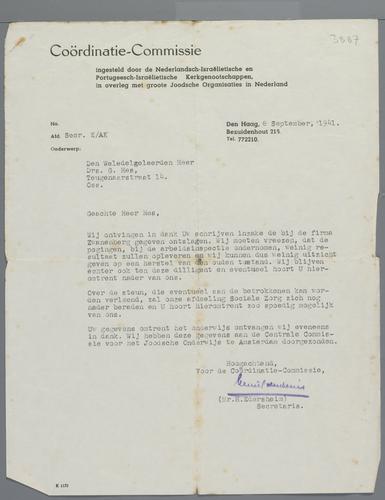 3887
Coördinatie-Commissie
ingesteld door de Nederlandsch-Israëlietische en
Portugeesch-Israëlietische Kerkgenootschappen,
in overleg met groote Joodsche Organisaties in Nederland
No.
Afd. Secr. E/AK
Onderwerp:
Den Haag, 6 September, 1941.
Bezuidenhout 215.
Tel. 772210.
Den Weledelgeleerden Heer
Drs. G. Hes,
Teugenaarstraat 14.
Oss.
Geachte Heer Hes,
Wij ontvingen in dank Uw schrijven inzake de bij de firma
Zwanenberg gegeven ontslagen. Wij moeten vreezen, dat de
pogingen, bij de arbeidsinspectie ondernomen, weinig re-
sultaat zullen opleveren en wij kunnen dus weinig uitzicht
geven op een herstel van den ouden toestand. Wij blijven
echter ook ten deze dilligent en eventueel hoort U hier-
omtrent nader van ons.
Over de steun, die eventueel aan de betrokkenen kan wor-
den verleend, zal onze afdeeling Sociale Zorg zich nog
nader beraden en U hoort hieromtrent zoo spoedig mogelijk
van ons.
Uw gegevens omtrent het onderwijs ontvangen wij eveneens
in dank. Wij hebben deze gegevens aan de Centrale Commis-
sie voor het Joodsche Onderwijs te Amsterdam doorgezonden.
Hoogachtend,
Voor de Coördinatie-Commissie,
(Mr.H.Edersheim)
Secretaris.
K 1170